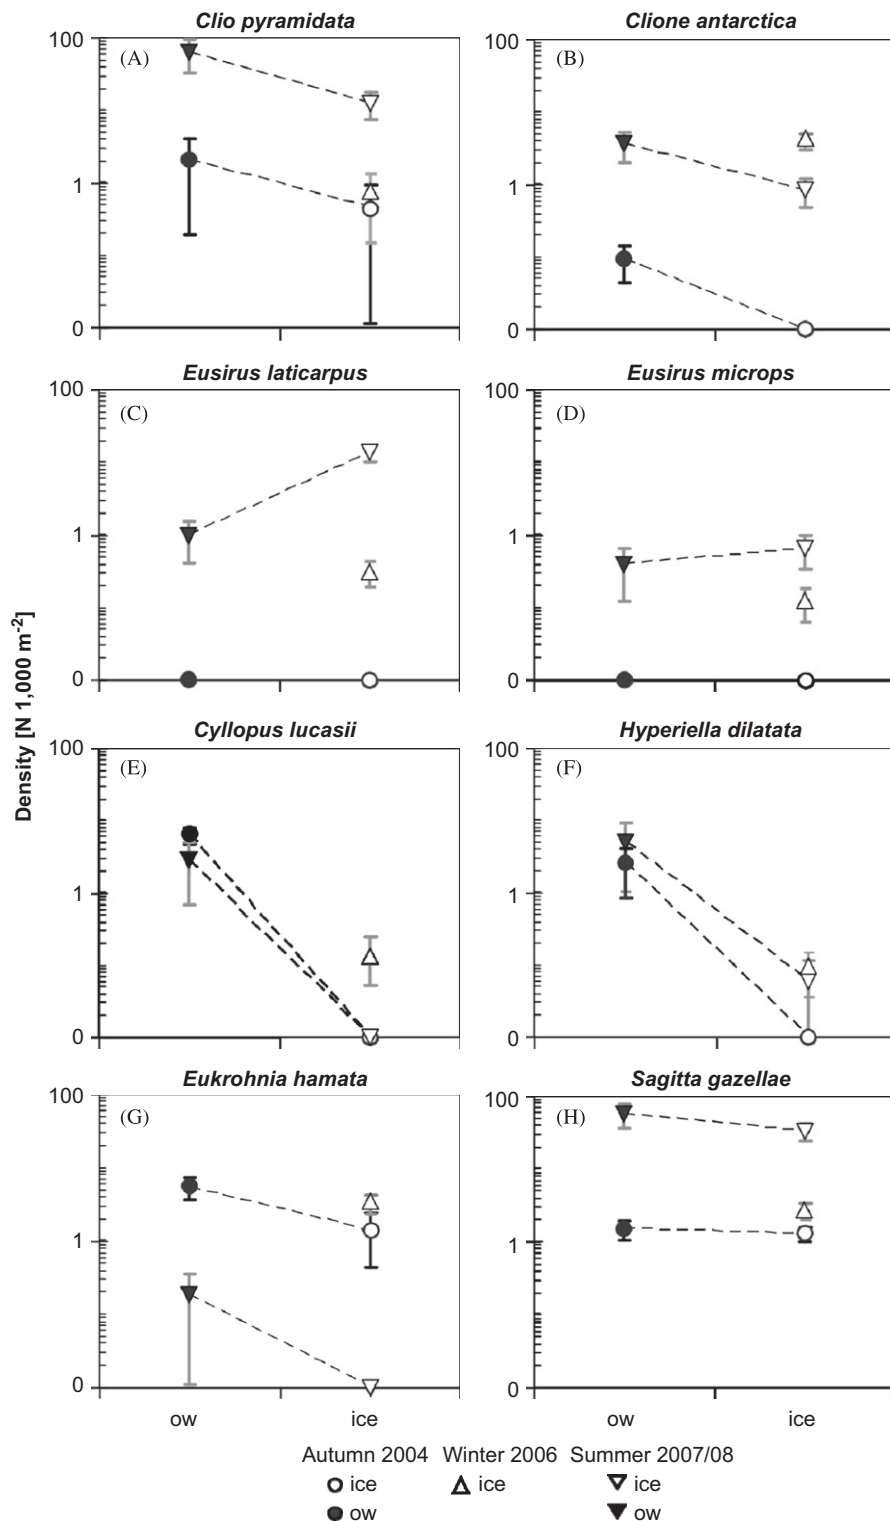 Clio pyramidata Clione antarctica
100 (A) 100 (B)
1 1
0 0
Eusirus laticarpus Eusirus microps
100 (C) 100 (D)
1 1
0 0
Density [N 1,000 m-2]
Cyllopus lucasii Hyperiella dilatata
100 (E) 100 (F)
1 1
0 0
Eukrohnia hamata Sagitta gazellae
100 (G) 100 (H)
1 1
0 0
ow ice ow ice
Autumn 2004 Winter 2006 Summer 2007/08
ice ice ice
ow ow